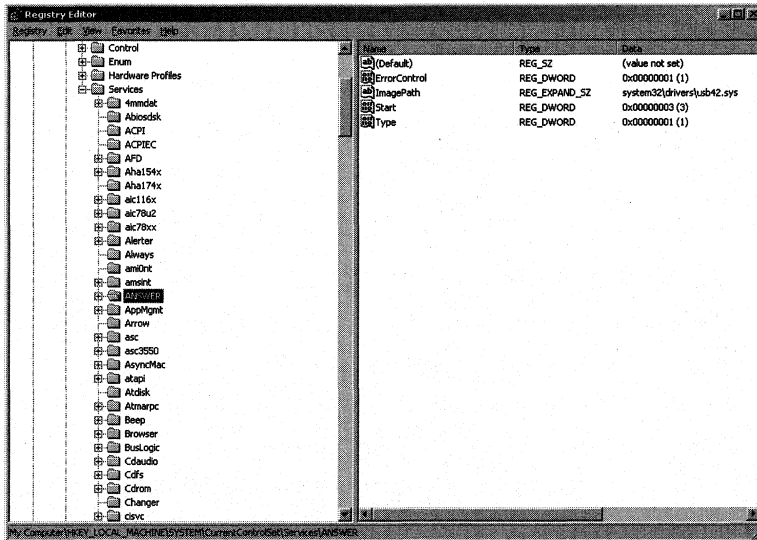 Registry Editor
Registry Edit View Favorites Help
Control
Enum
Hardware Profiles
Services
4mmdat
Abiosdsk
ACPI
ACPIEC
AFD
Aha154x
Aha174x
aic116x
aic78u2
aic78xx
Alerter
Always
ami0nt
amsint
ANSWER
AppMgmt
Arrow
asc
asc3550
AsyncMac
atapi
Atdisk
Atmarpc
Beep
Browser
BusLogic
Cdaudio
Cdfs
Cdrom
Changer
cisvc
Name Type Data
(Default) REG_SZ (value not set)
ErrorControl REG_DWORD 0x00000001 (1)
ImagePath REG_EXPAND_SZ system32\drivers\usb42.sys
Start REG_DWORD 0x00000003 (3)
Type REG_DWORD 0x00000001 (1)
My Computer\HKEY_LOCAL_MACHINE\SYSTEM\CurrentControlSet\Services\ANSWER